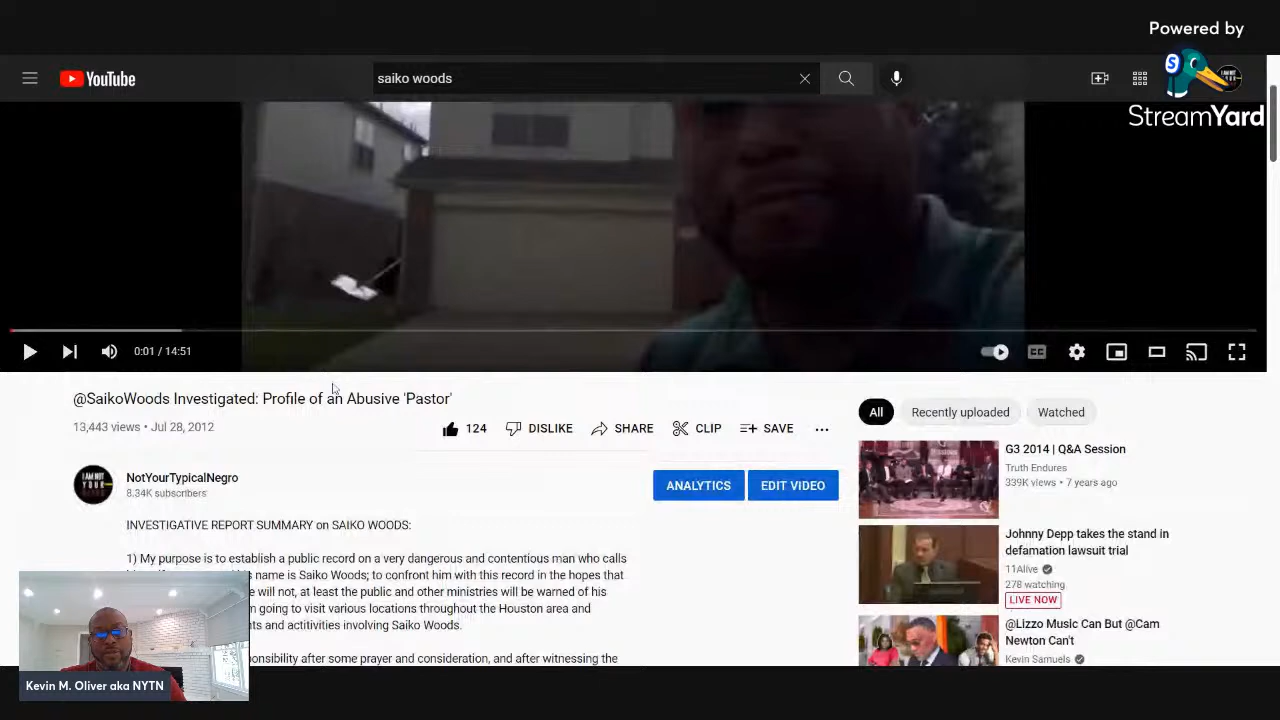 Powered by
YouTube
saiko woods
StreamYard
0:01 / 14:51
@SaikoWoods Investigated: Profile of an Abusive 'Pastor'
13,443 views • Jul 28, 2012
124
DISLIKE
SHARE
CLIP
SAVE
NotYourTypicalNegro
8.34K subscribers
ANALYTICS
EDIT VIDEO
INVESTIGATIVE REPORT SUMMARY on SAIKO WOODS:
1) My purpose is to establish a public record on a very dangerous and contentious man who calls
name is Saiko Woods; to confront him with this record in the hopes that
will not, at least the public and other ministries will be warned of his
going to visit various locations throughout the Houston area and
and actitivities involving Saiko Woods.
after some prayer and consideration, and after witnessing the
Kevin M. Oliver aka NYTN
All
Recently uploaded
Watched
G3 2014 | Q&A Session
Truth Endures
339K views • 7 years ago
Johnny Depp takes the stand in
defamation lawsuit trial
11Alive
278 watching
LIVE NOW
@Lizzo Music Can But @Cam
Newton Can't
Kevin Samuels